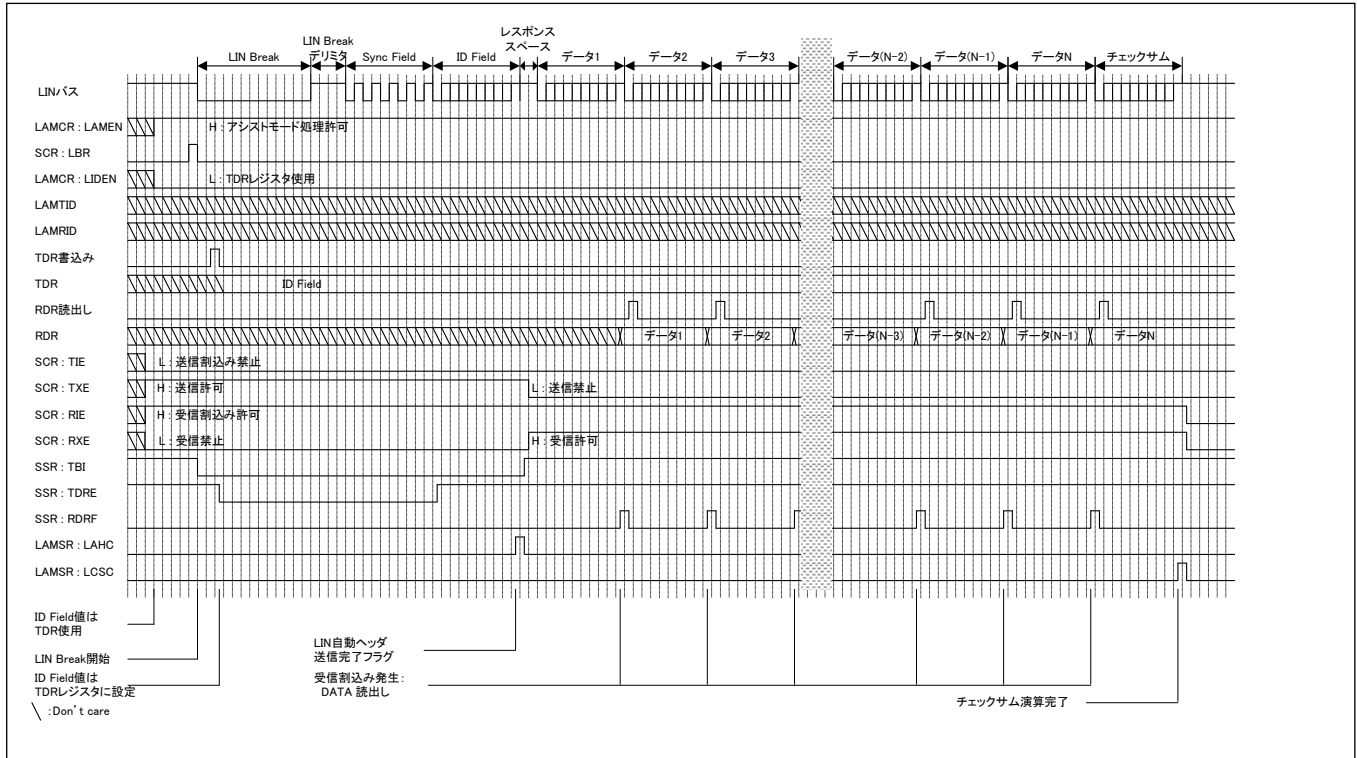 LIN Break
LIN Break
デリミタ
Sync Field
ID Field
レスポンス
スペース
データ1
データ2
データ3
データ(N-2)
データ(N-1)
データN
チェックサム
LINバス
LAMCR : LAMEN
H : アシストモード処理許可
SCR : LBR
LAMCR : LIDEN
L : TDRレジスタ使用
LAMTID
LAMRID
TDR書込み
TDR
ID Field
RDR読出し
RDR
データ1
データ2
データ(N-3)
データ(N-2)
データ(N-1)
データN
SCR : TIE
L : 送信割込み禁止
SCR : TXE
H : 送信許可
L : 送信禁止
SCR : RIE
H : 受信割込み許可
SCR : RXE
L : 受信禁止
H : 受信許可
SSR : TBI
SSR : TDRE
SSR : RDRF
LAMSR : LAHC
LAMSR : LCSC
ID Field値は
TDR使用
LIN Break開始
ID Field値は
TDRレジスタに設定
\ :Don't care
LIN自動ヘッダ
送信完了フラグ
受信割込み発生:
DATA 読出し
チェックサム演算完了